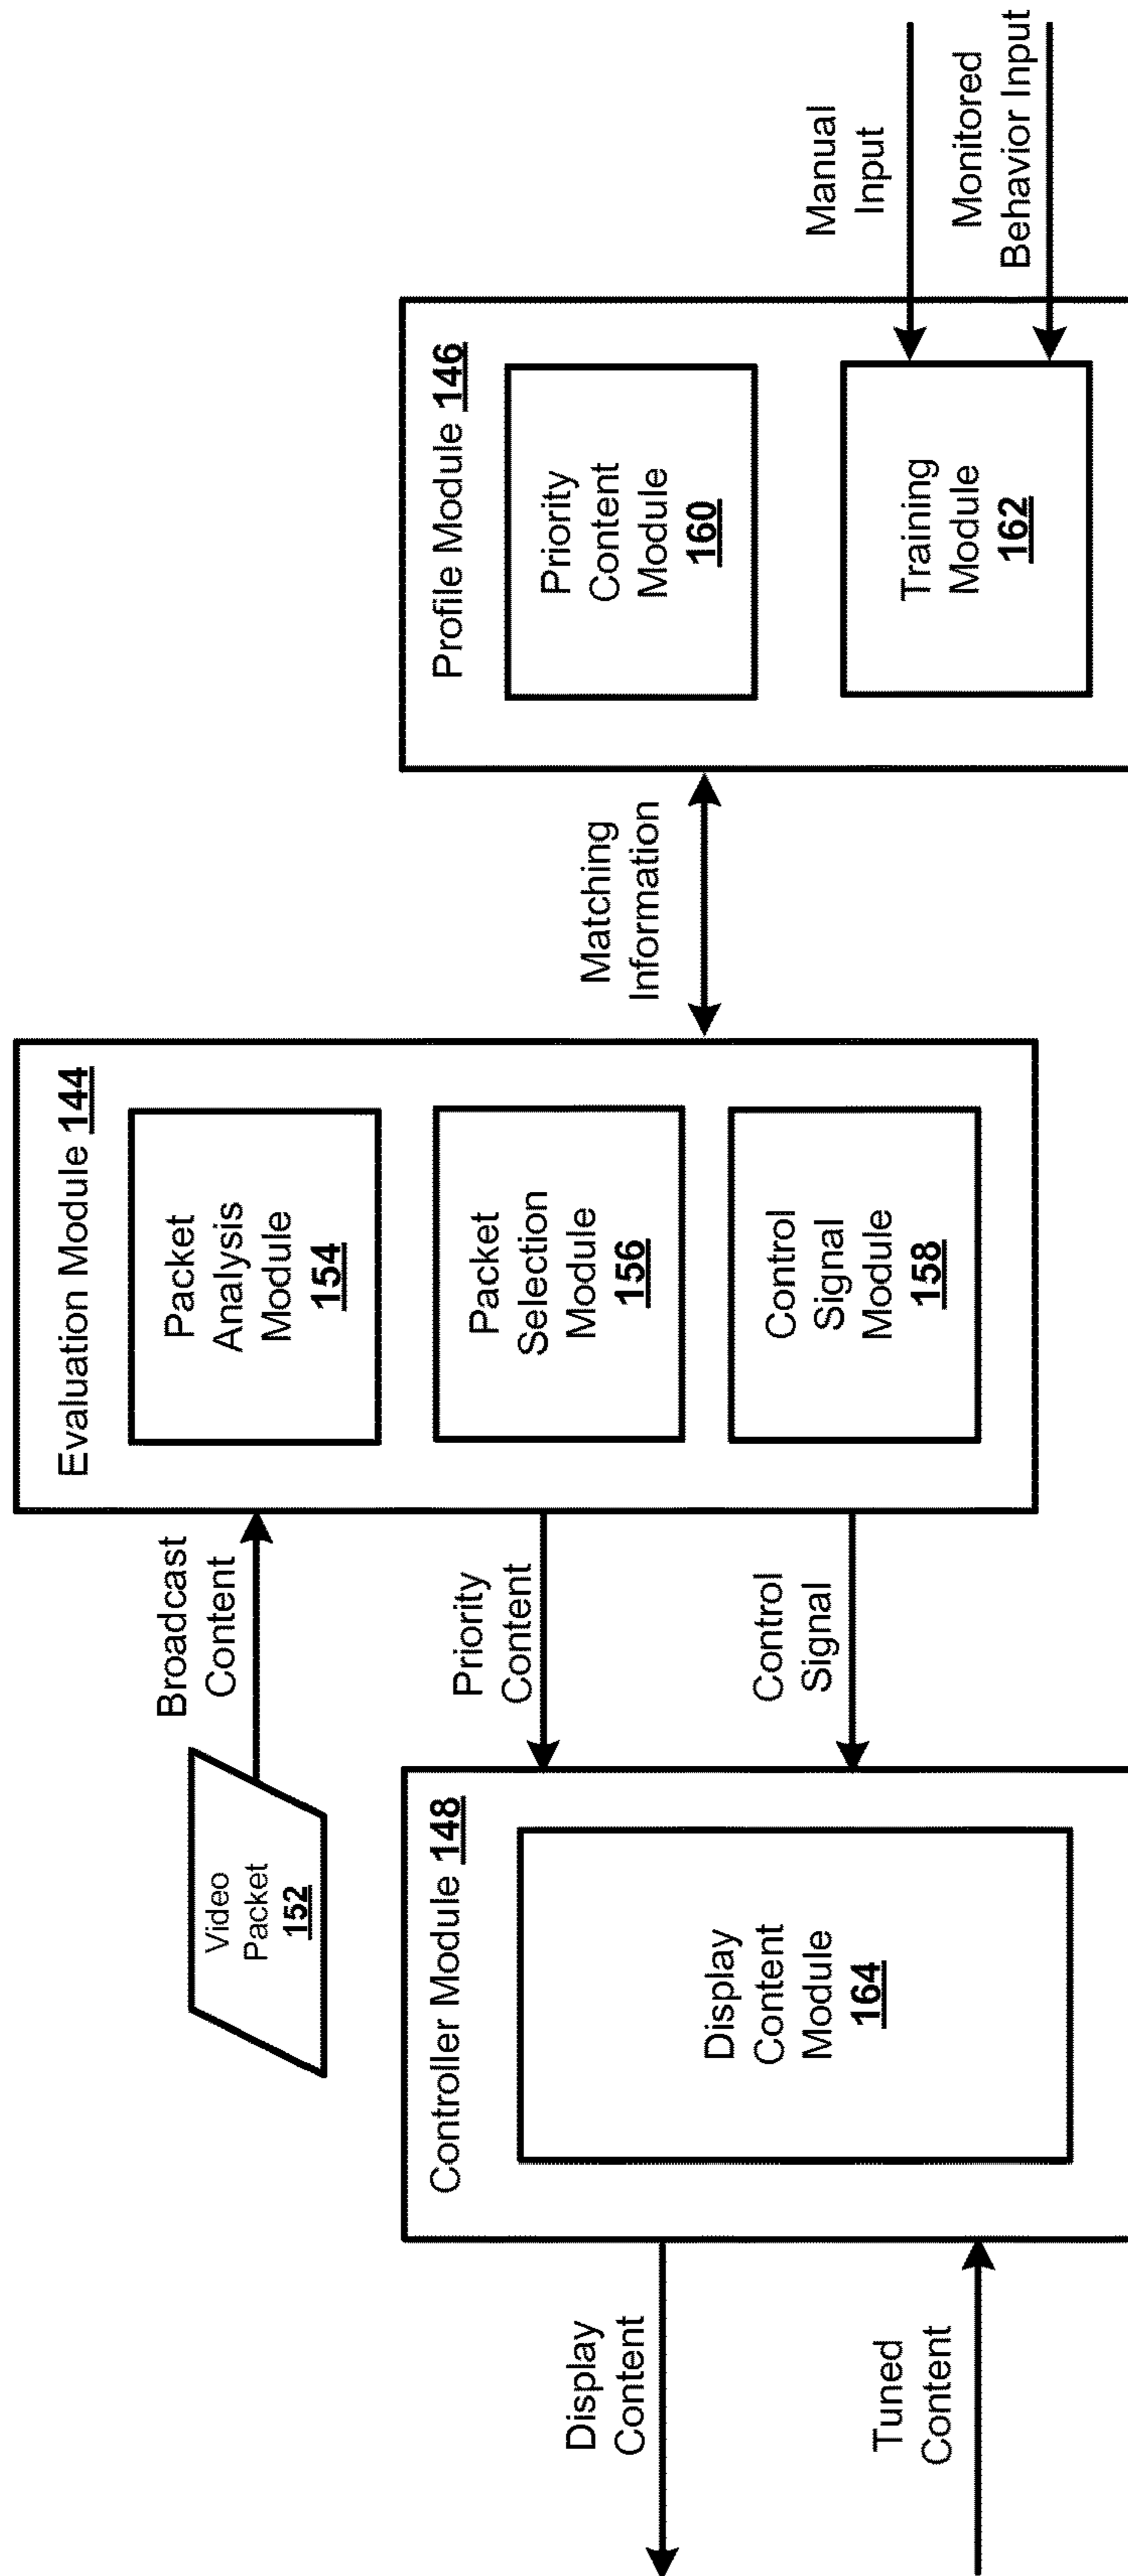 Video
Packet
152
Broadcast
Content
Evaluation Module 144
Packet
Analysis
Module
154
Packet
Selection
Module
156
Control
Signal
Module
158
Priority
Content
Control
Signal
Controller Module 148
Display
Content
Module
164
Display
Content
Tuned
Content
Matching
Information
Profile Module 146
Priority
Content
Module
160
Training
Module
162
Manual
Input
Monitored
Behavior Input